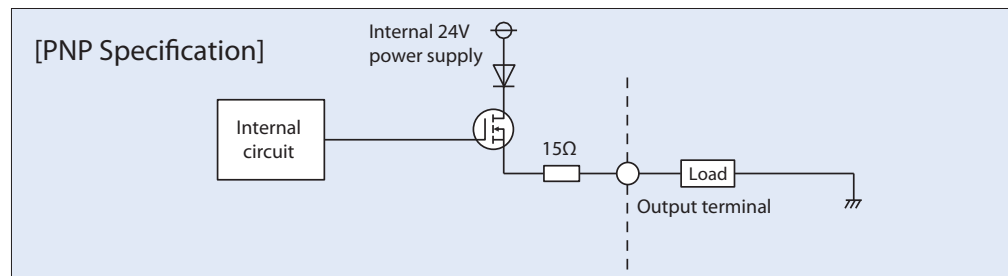 [PNP Specification]
Internal 24V
power supply
Internal
circuit
15Ω
Load
Output terminal